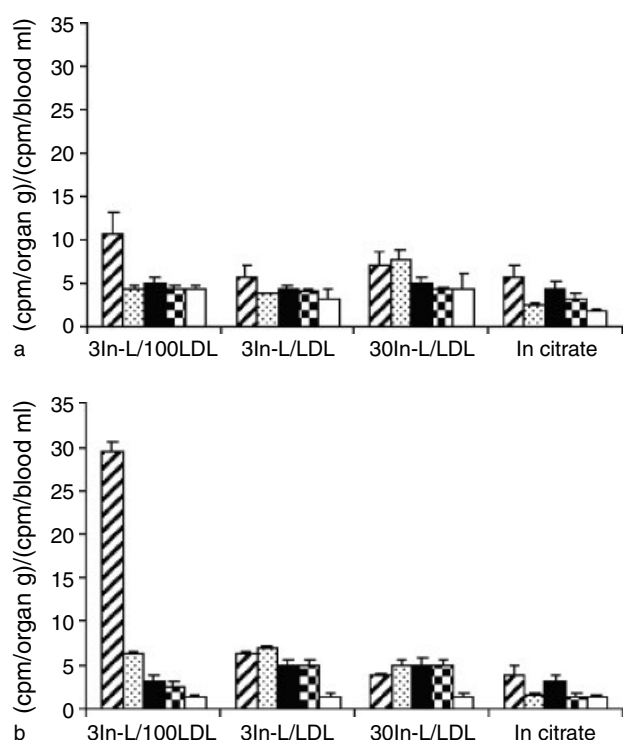 35
30
25
20
15
10
5
0
(cpm/organ g)/(cpm/blood ml)
3In-L/100LDL 3In-L/LDL 30In-L/LDL In citrate
a
35
30
25
20
15
10
5
0
(cpm/organ g)/(cpm/blood ml)
3In-L/100LDL 3In-L/LDL 30In-L/LDL In citrate
b